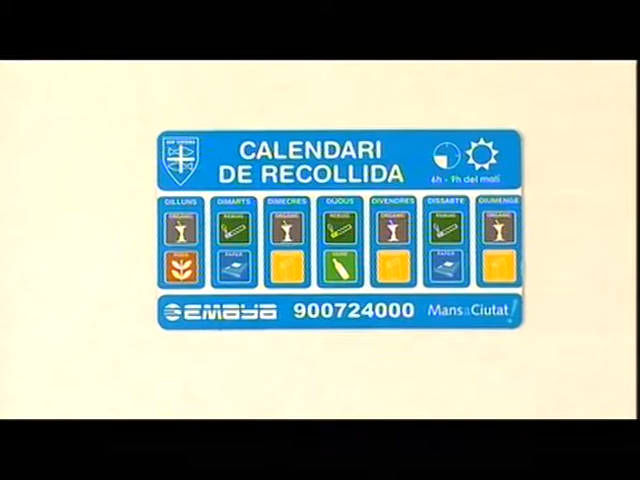 CALENDARI
DE RECOLLIDA
6h - 9h del matí
DILLUNS DIMARTS DIMECRES DIJOUS DIVENDRES DISSABTE DIUMENGE
ORGÀNIC REBUIG ORGÀNIC REBUIG ORGÀNIC REBUIG ORGÀNIC
PODA PAPER VIDRE PAPER
EMAYA 900724000 MansaCiutat!